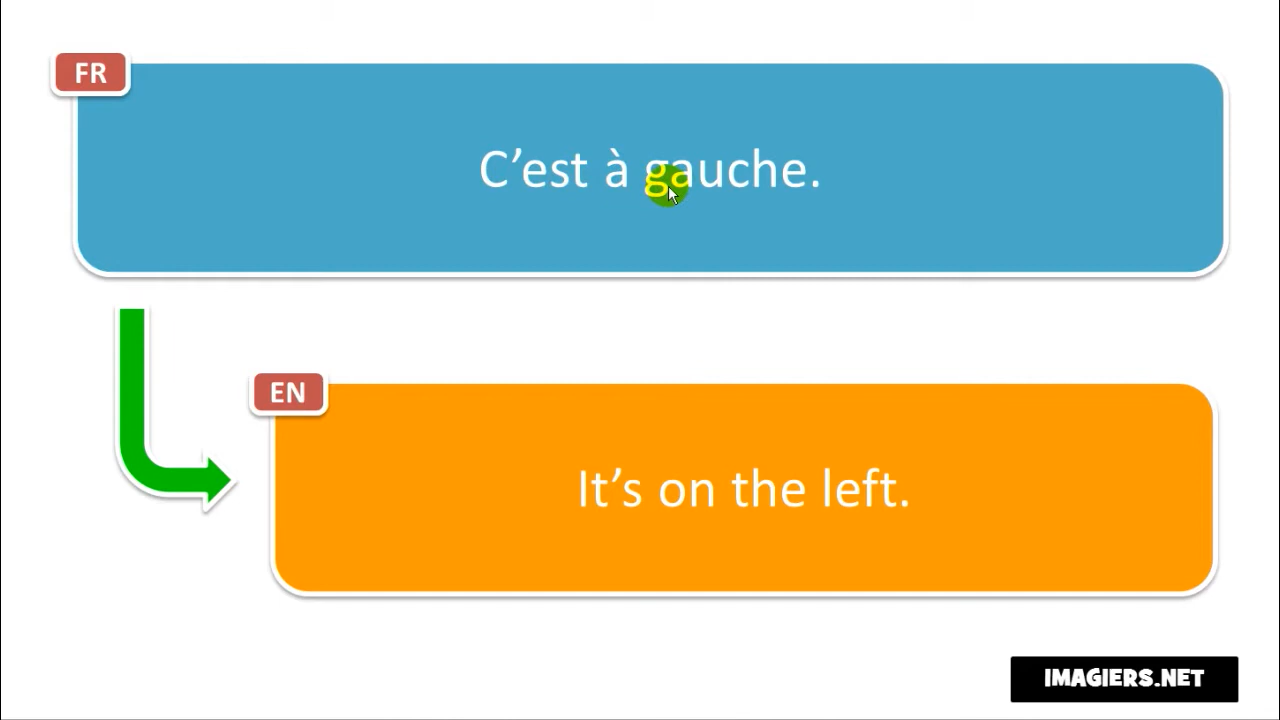 FR
C’est à gauche.
EN
It’s on the left.
IMAGIERS.NET